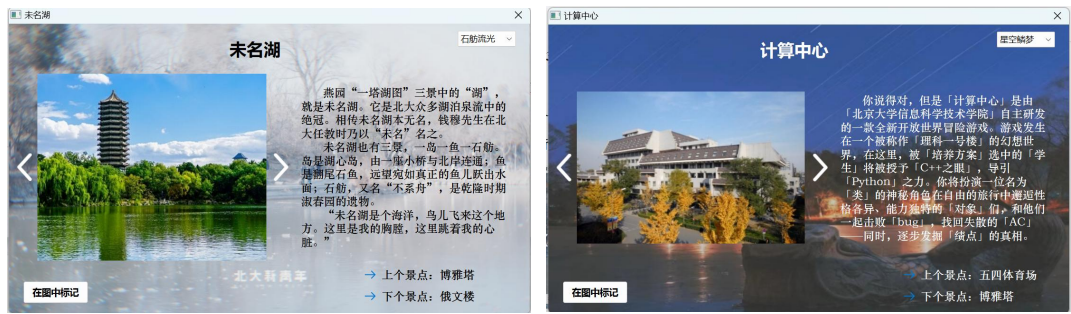 未名湖
石舫流光
未名湖
燕园“一塔湖图”三景中的“湖”，
就是未名湖。它是北大众多湖泊泉流中的
绝冠。相传未名湖本无名，钱穆先生在北
大任教时乃以“未名”名之。
未名湖也有三景，一岛一鱼一石舫。
岛是湖心岛，由一座小桥与北岸连通；鱼
是翻尾石鱼，远望宛如真正的鱼儿跃出水
面；石舫，又名“不系舟”，是乾隆时期
淑春园的遗物。
“未名湖是个海洋，鸟儿飞来这个地
方。这里是我的胸膛，这里跳着我的心
脏。”
北大新青年
上个景点：博雅塔
下个景点：俄文楼
在图中标记
计算中心
星空鳞梦
计算中心
你说得对，但是「计算中心」是由
「北京大学信息科学技术学院」自主研发
的一款全新开放世界冒险游戏。游戏发生
在一个被称作「理科一号楼」的幻想世
界，在这里，被「培养方案」选中的「学
生」将被授予「C++之眼」，导引
「Python」之力。你将扮演一位名为
「类」的神秘角色在自由的旅行中邂逅性
格各异、能力独特的「对象」们，和他们
一起击败「bug」，找回失散的「AC」
——同时，逐步发掘「绩点」的真相。
上个景点：五四体育场
下个景点：博雅塔
在图中标记